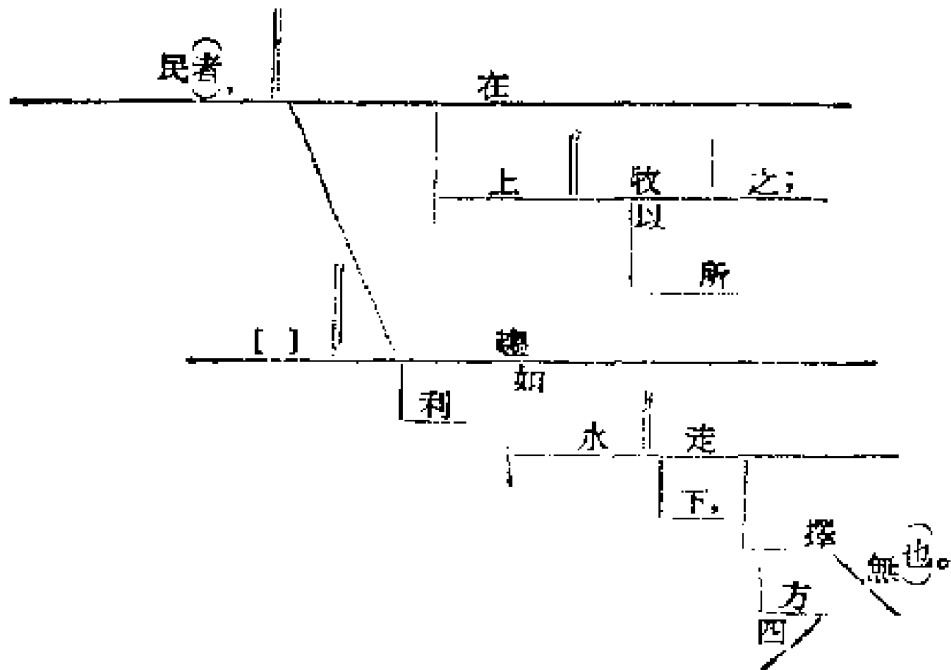 民(者),
在
上 牧 之;
以
所
[ ] 趨
如
利
水 走
下,
擇
無(也)。
方
四